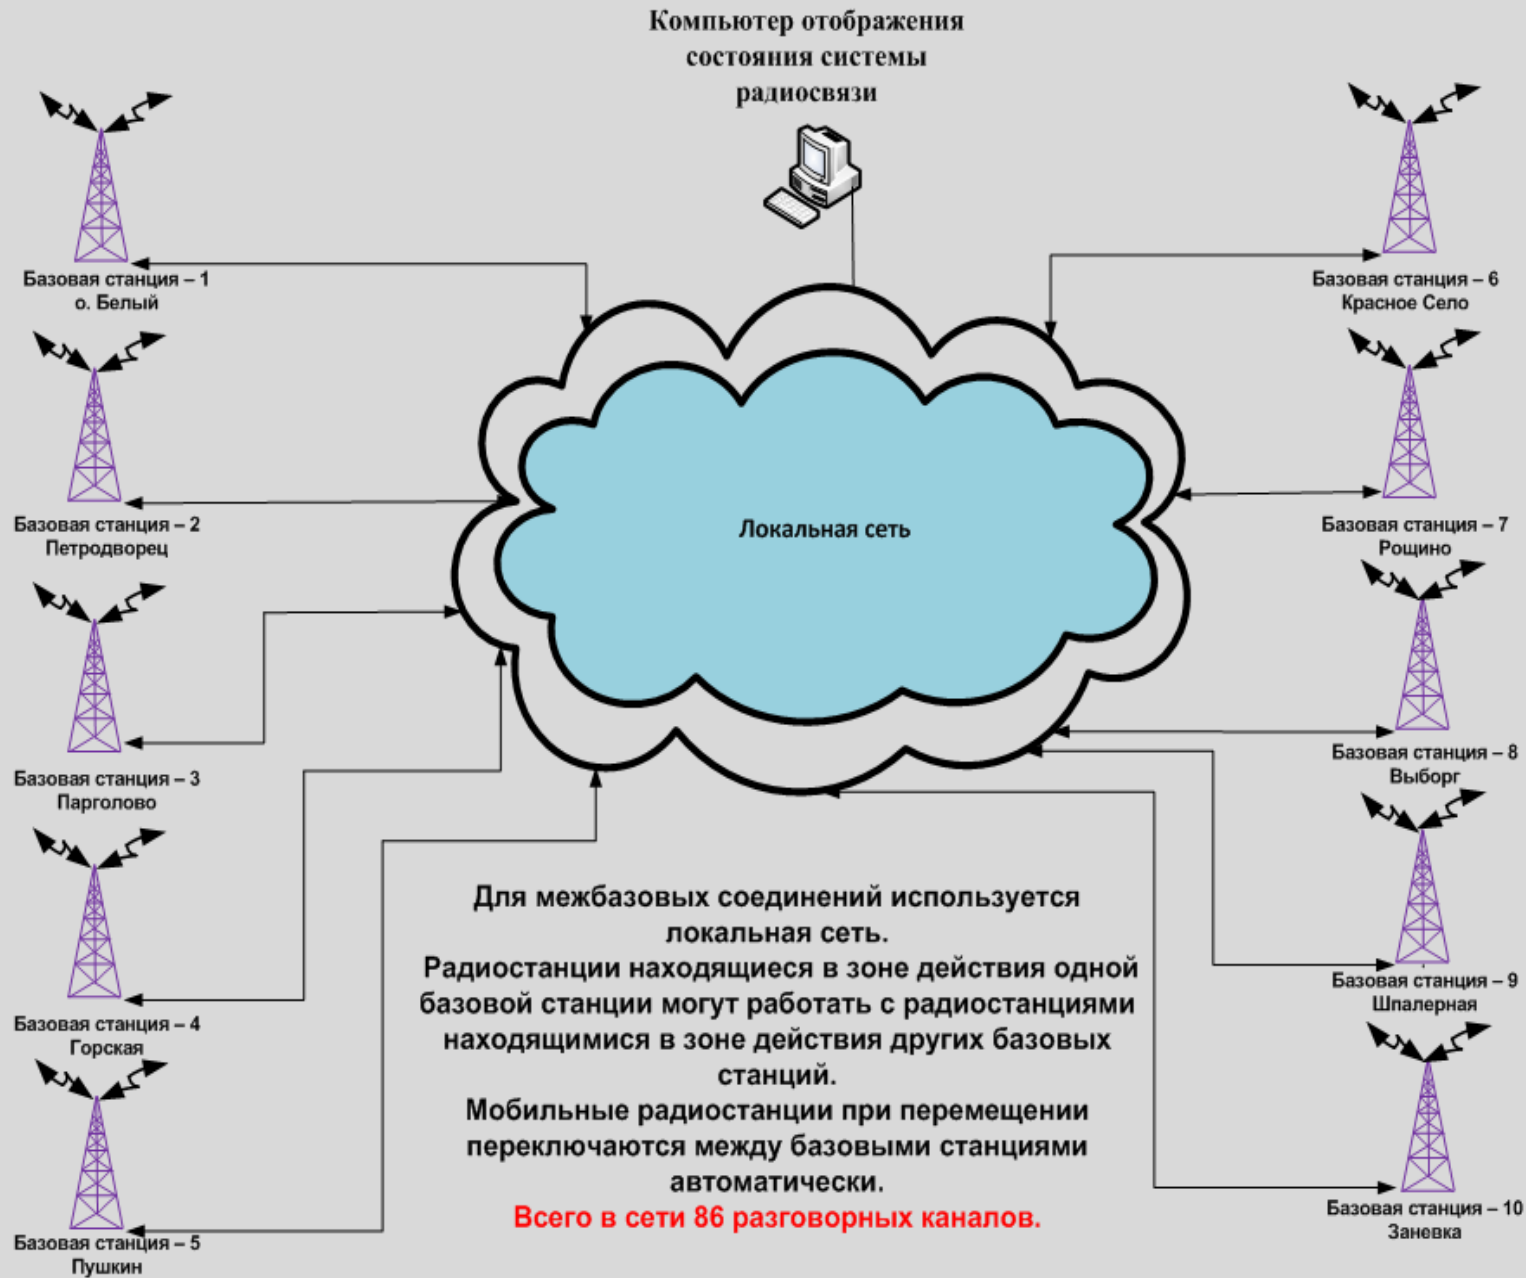 Компьютер отображения
состояния системы
радиосвязи
Базовая станция – 1
о. Белый
Базовая станция – 2
Петродворец
Базовая станция – 3
Парголово
Базовая станция – 4
Горская
Базовая станция – 5
Пушкин
Локальная сеть
Базовая станция – 6
Красное Село
Базовая станция – 7
Рощино
Базовая станция – 8
Выборг
Базовая станция – 9
Шпалерная
Базовая станция – 10
Заневка
Для межбазовых соединений используется
локальная сеть.
Радиостанции находящиеся в зоне действия одной
базовой станции могут работать с радиостанциями
находящимися в зоне действия других базовых
станций.
Мобильные радиостанции при перемещении
переключаются между базовыми станциями
автоматически.
Всего в сети 86 разговорных каналов.